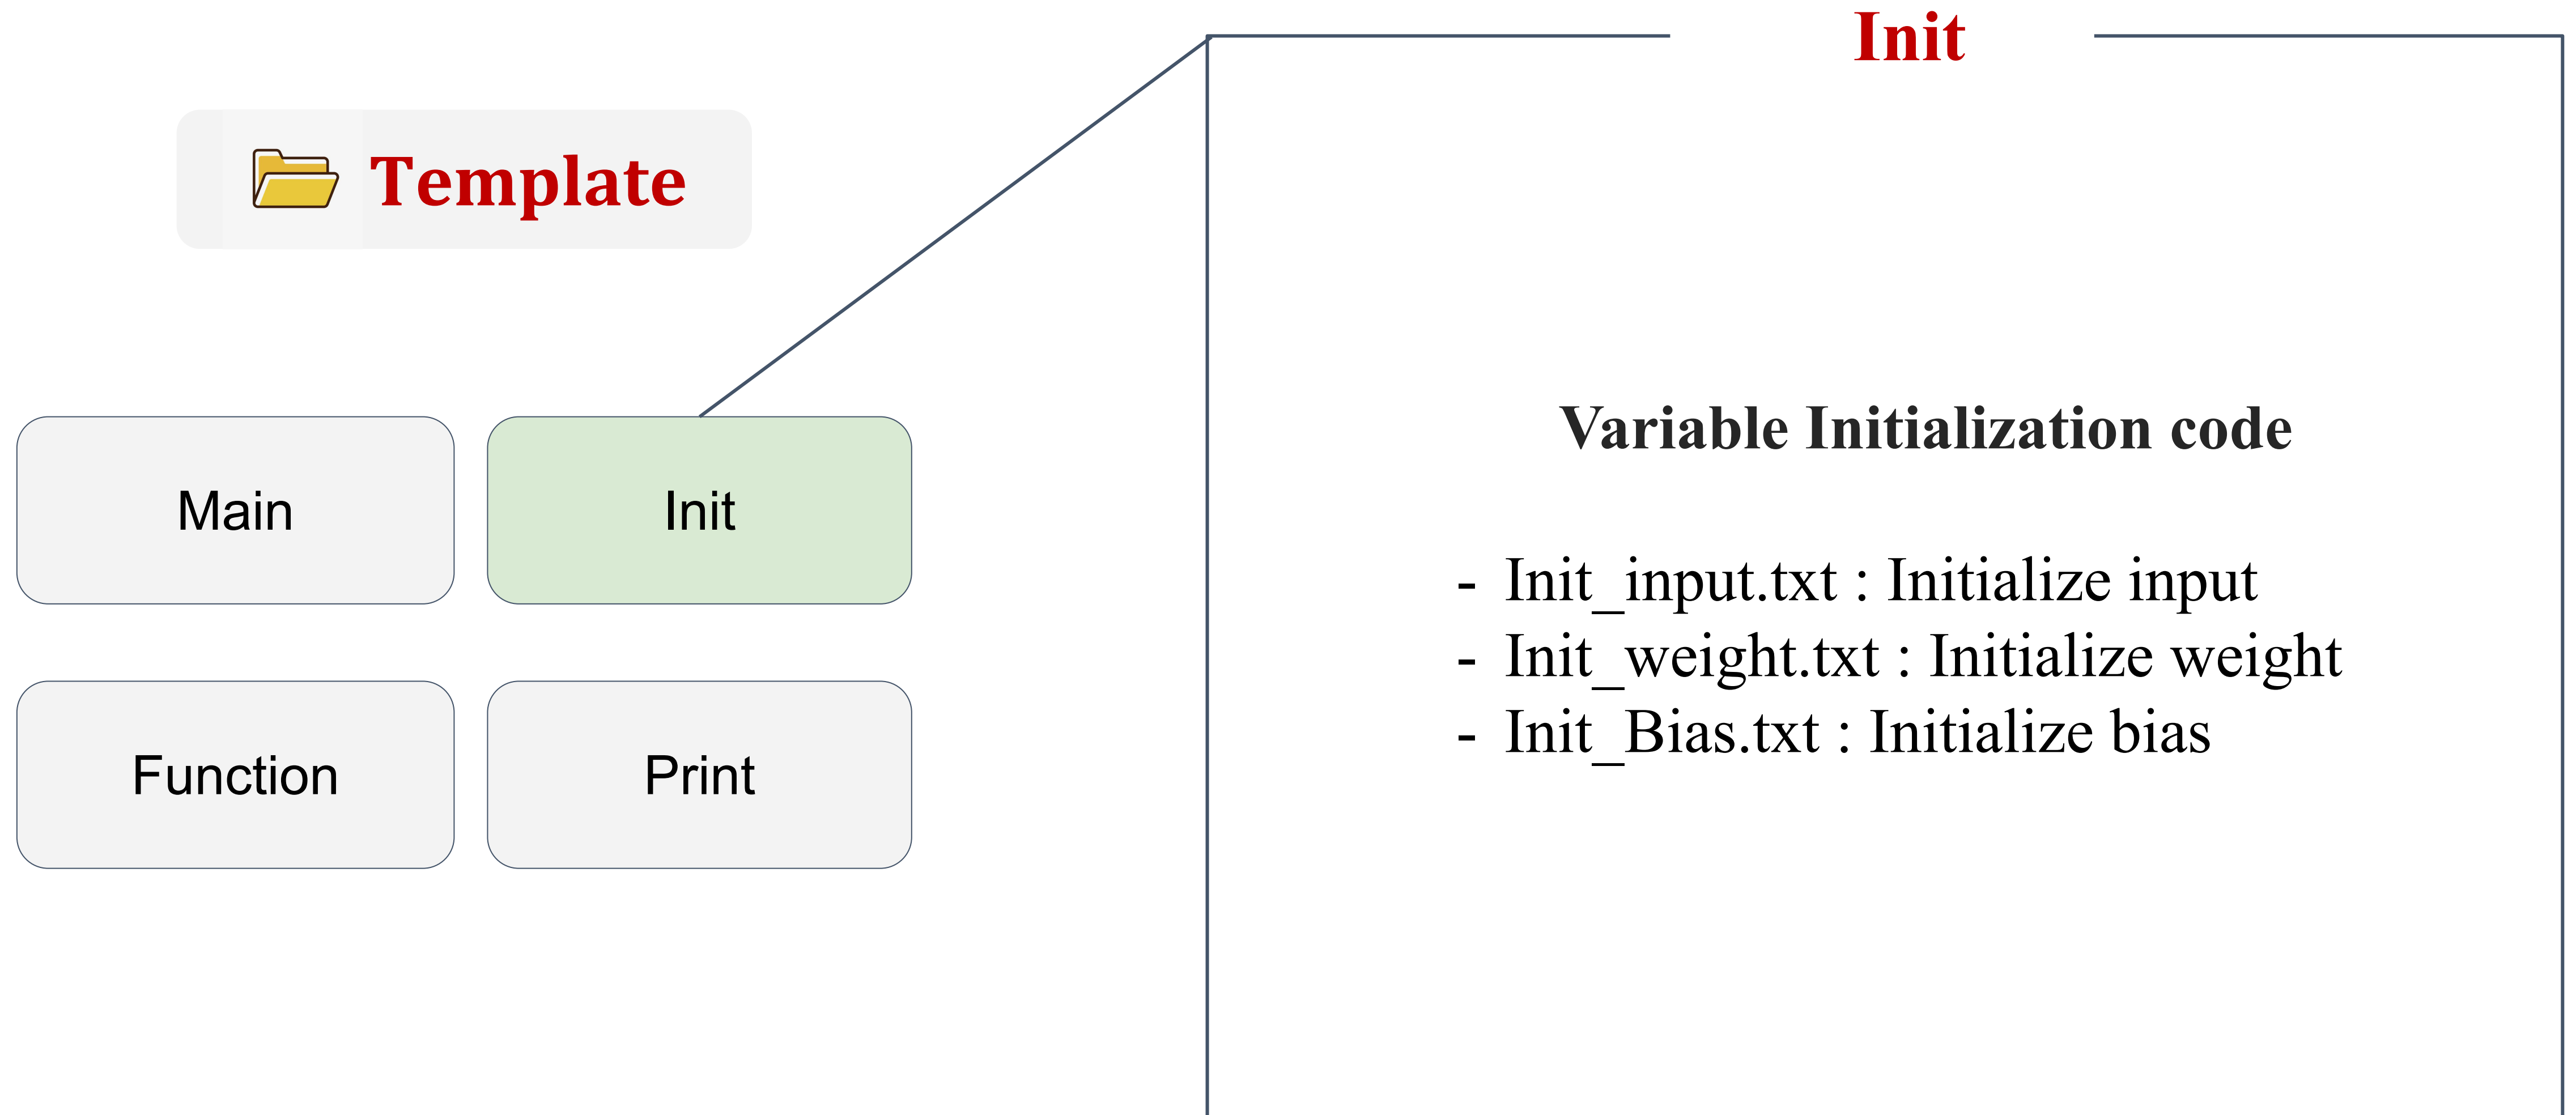 Template
Main
Init
Function
Print
Init
Variable Initialization code
- Init_input.txt : Initialize input
- Init_weight.txt : Initialize weight
- Init_Bias.txt : Initialize bias